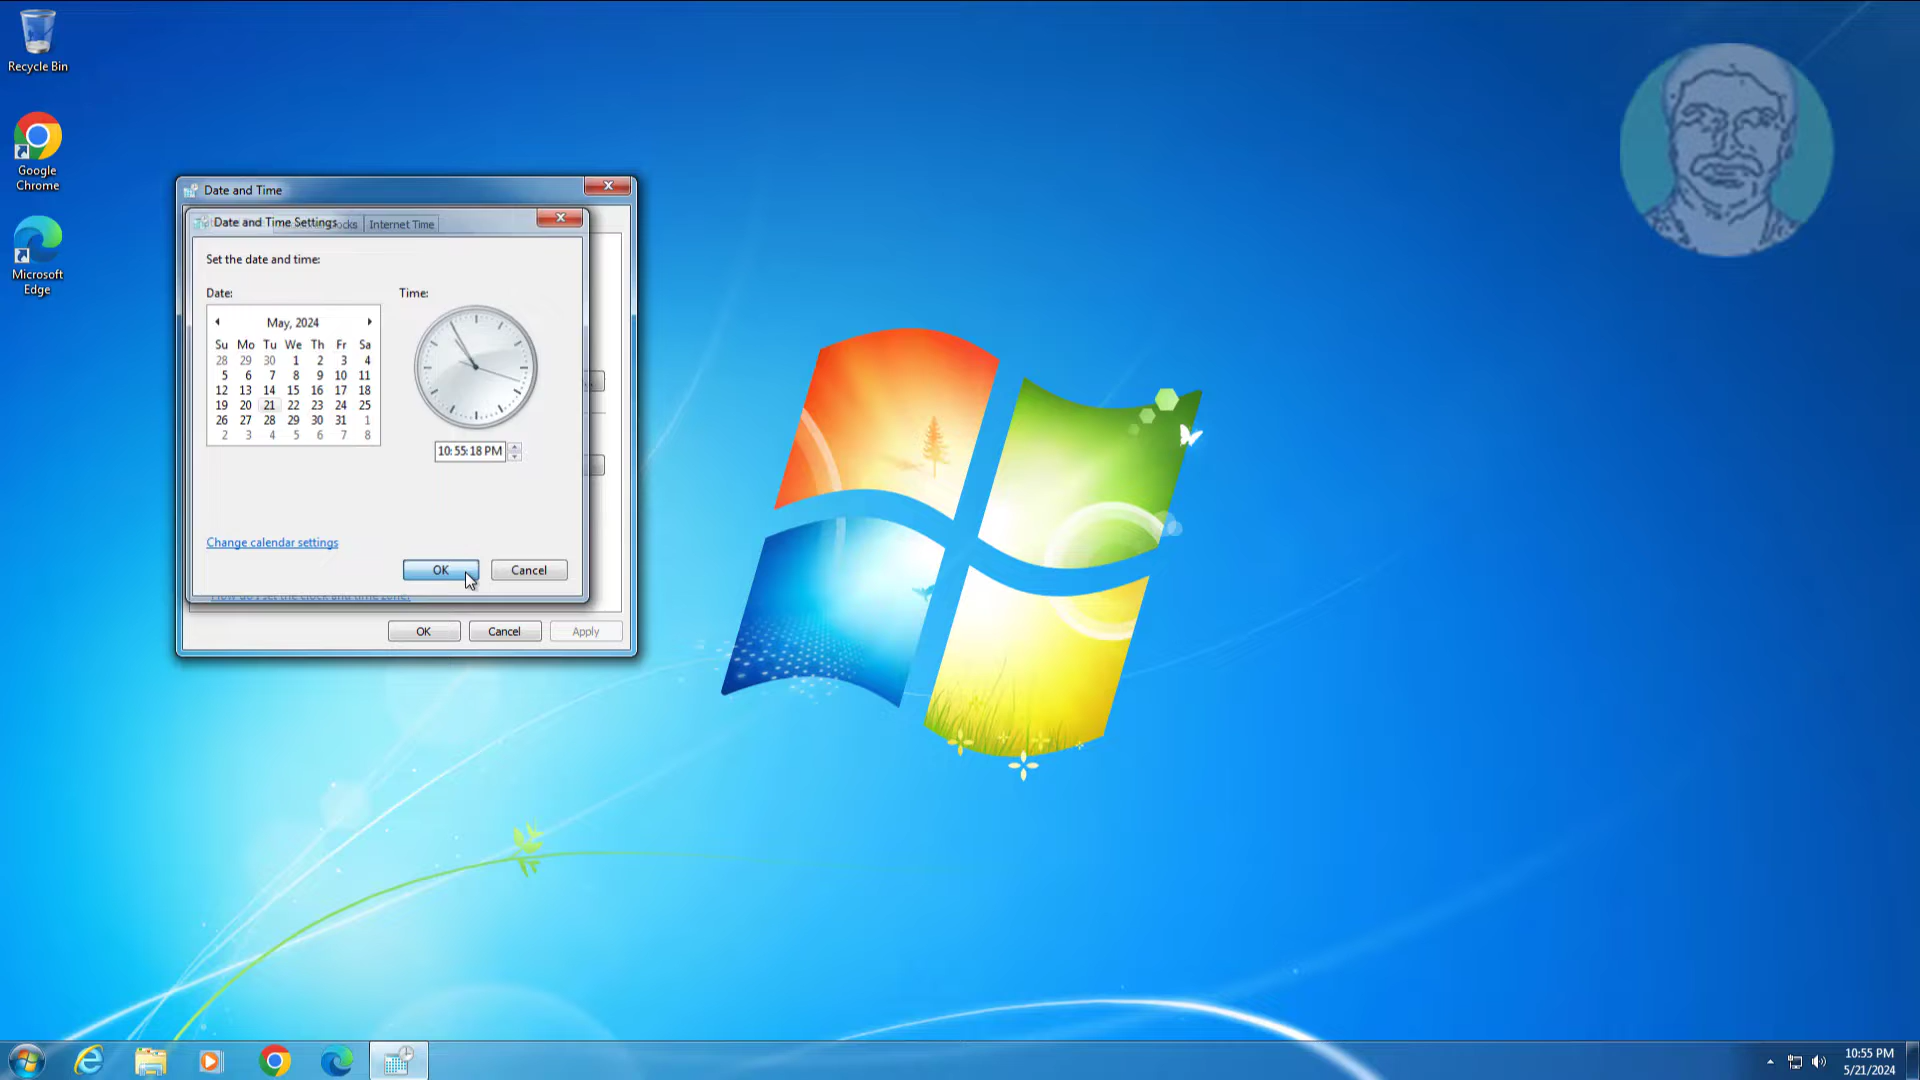 Recycle Bin
Google
Chrome
Microsoft
Edge
Date and Time
Date and Time Settings
Internet Time
Set the date and time:
Date:
Time:
May, 2024
Su Mo Tu We Th Fr Sa
28 29 30 1 2 3 4
5 6 7 8 9 10 11
12 13 14 15 16 17 18
19 20 21 22 23 24 25
26 27 28 29 30 31 1
2 3 4 5 6 7 8
10:55:18 PM
Change calendar settings
OK Cancel
OK Cancel Apply
10:55 PM
5/21/2024